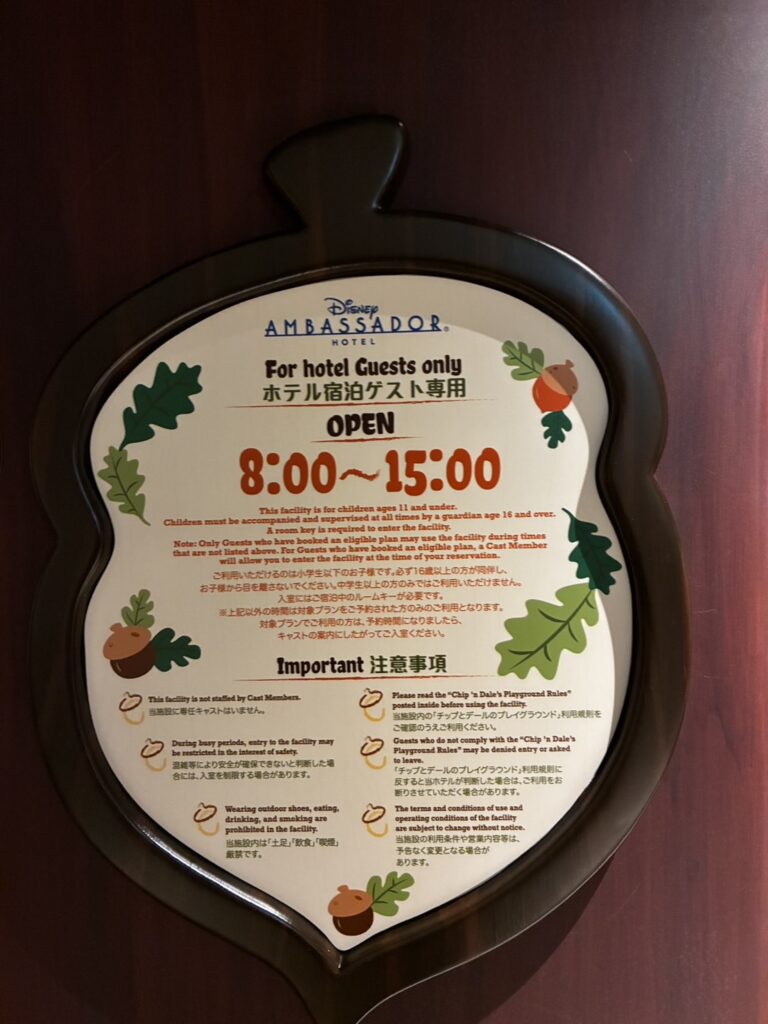 Disney
AMBASSADOR®
HOTEL
For hotel Guests only
ホテル宿泊ゲスト専用
OPEN
8:00～15:00
This facility is for children ages 11 and under.
Children must be accompanied and supervised at all times by a guardian age 16 and over.
A room key is required to enter the facility.
Note: Only Guests who have booked an eligible plan may use the facility during times
that are not listed above. For Guests who have booked an eligible plan, a Cast Member
will allow you to enter the facility at the time of your reservation.
ご利用いただけるのは小学生以下のお子様です。必ず16歳以上の方が同伴し、
お子様から目を離さないでください。中学生以上の方のみではご利用いただけません。
入室にはご宿泊中のルームキーが必要です。
※上記以外の時間は対象プランをご予約された方のみのご利用となります。
対象プランでご利用の方は、予約時間になりましたら、
キャストの案内にしたがってご入室ください。
Important 注意事項
This facility is not staffed by Cast Members.
当施設に専任キャストはいません。
During busy periods, entry to the facility may
be restricted in the interest of safety.
混雑等により安全が確保できないと判断した場
合には、入室を制限する場合があります。
Wearing outdoor shoes, eating,
drinking, and smoking are
prohibited in the facility.
当施設内は「土足」「飲食」「喫煙」
厳禁です。
Please read the "Chip 'n Dale's Playground Rules"
posted inside before using the facility.
当施設内の「チップとデールのプレイグラウンド」利用規則を
ご確認のうえご利用ください。
Guests who do not comply with the "Chip 'n Dale's
Playground Rules" may be denied entry or asked
to leave.
「チップとデールのプレイグラウンド」利用規則に
反すると当ホテルが判断した場合は、ご利用をお
断りさせていただく場合があります。
The terms and conditions of use and
operating conditions of the facility
are subject to change without notice.
当施設の利用条件や営業内容等は、
予告なく変更となる場合が
あります。